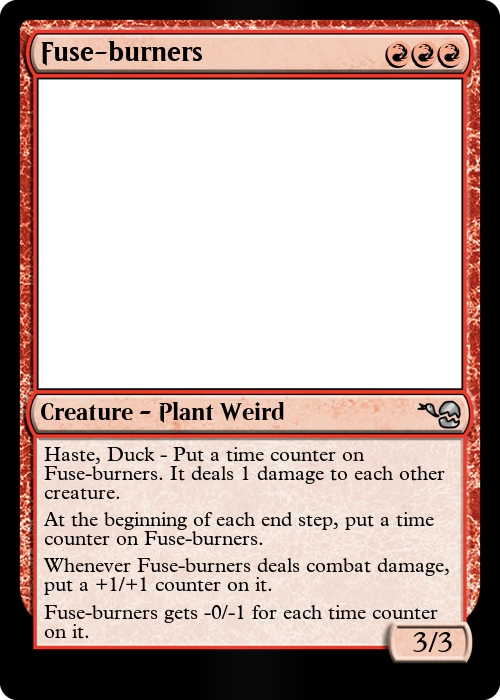 Fuse-burners
Creature – Plant Weird
Haste, Duck - Put a time counter on
Fuse-burners. It deals 1 damage to each other
creature.
At the beginning of each end step, put a time
counter on Fuse-burners.
Whenever Fuse-burners deals combat damage,
put a +1/+1 counter on it.
Fuse-burners gets -0/-1 for each time counter
on it.
3/3